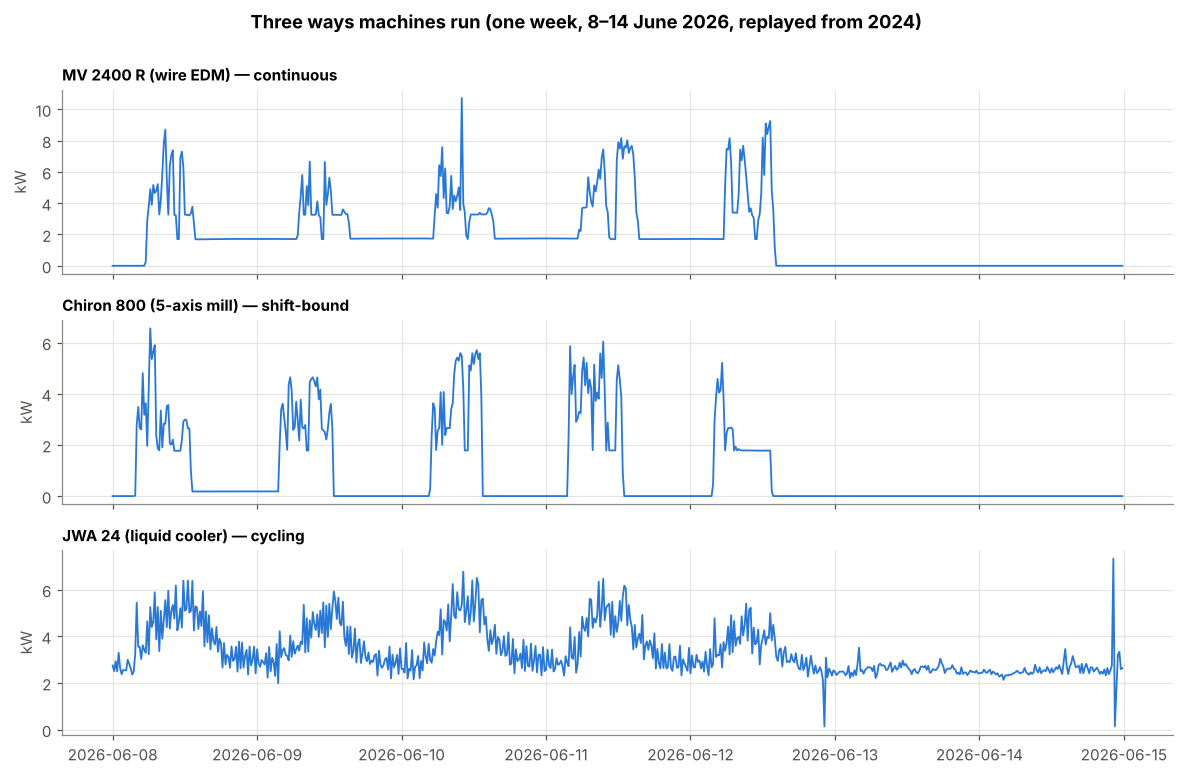 Three ways machines run (one week, 8–14 June 2026, replayed from 2024)
MV 2400 R (wire EDM) — continuous
10
8
6
4
2
0
kW
Chiron 800 (5-axis mill) — shift-bound
6
4
2
0
kW
JWA 24 (liquid cooler) — cycling
6
4
2
0
kW
2026-06-08 2026-06-09 2026-06-10 2026-06-11 2026-06-12 2026-06-13 2026-06-14 2026-06-15